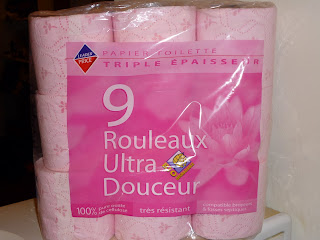 LEADER
PRICE
PAPIER TOILETTE
TRIPLE ÉPAISSEUR
9
Rouleaux
Ultra
Douceur
100%
très résistant